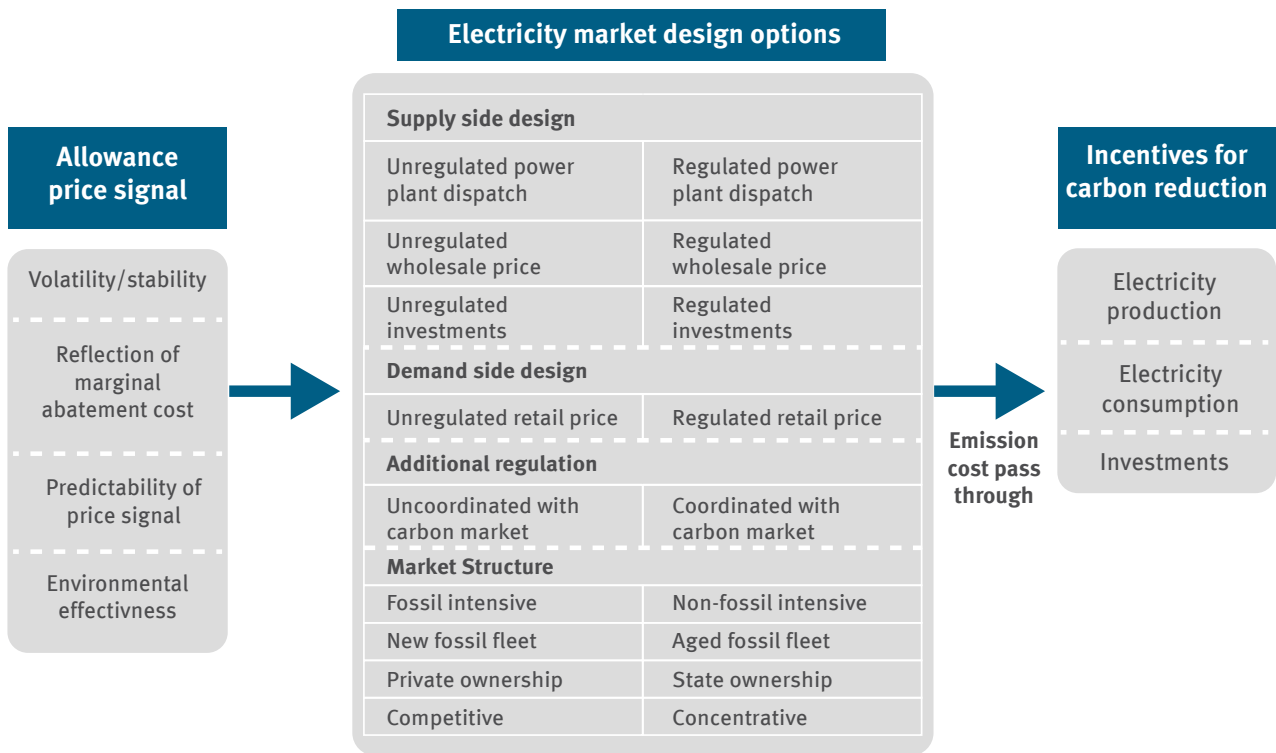 Electricity market design options
Allowance
price signal
Volatility/stability
Reflection of
marginal
abatement cost
Predictability of
price signal
Environmental
effectivness
Supply side design
Unregulated power
plant dispatch
Regulated power
plant dispatch
Unregulated
wholesale price
Regulated
wholesale price
Unregulated
investments
Regulated
investments
Demand side design
Unregulated retail price
Regulated retail price
Additional regulation
Uncoordinated with
carbon market
Coordinated with
carbon market
Market Structure
Fossil intensive
Non-fossil intensive
New fossil fleet
Aged fossil fleet
Private ownership
State ownership
Competitive
Concentrative
Emission
cost pass
through
Incentives for
carbon reduction
Electricity
production
Electricity
consumption
Investments